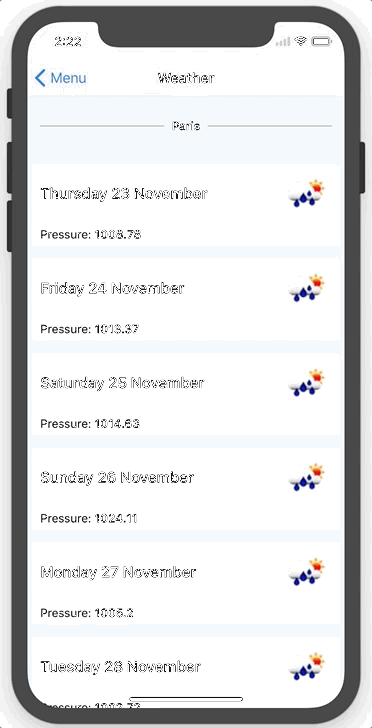 2:22
Menu
Weather
Paris
Thursday 23 November
Pressure: 1008.78
Friday 24 November
Pressure: 1013.37
Saturday 25 November
Pressure: 1014.63
Sunday 26 November
Pressure: 1024.11
Monday 27 November
Pressure: 1005.2
Tuesday 28 November
Pressure: